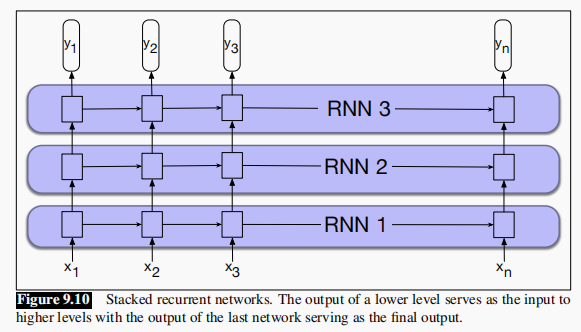 y1 y2 y3 yn
RNN 3
RNN 2
RNN 1
x1 x2 x3 xn
Figure 9.10 Stacked recurrent networks. The output of a lower level serves as the input to
higher levels with the output of the last network serving as the final output.